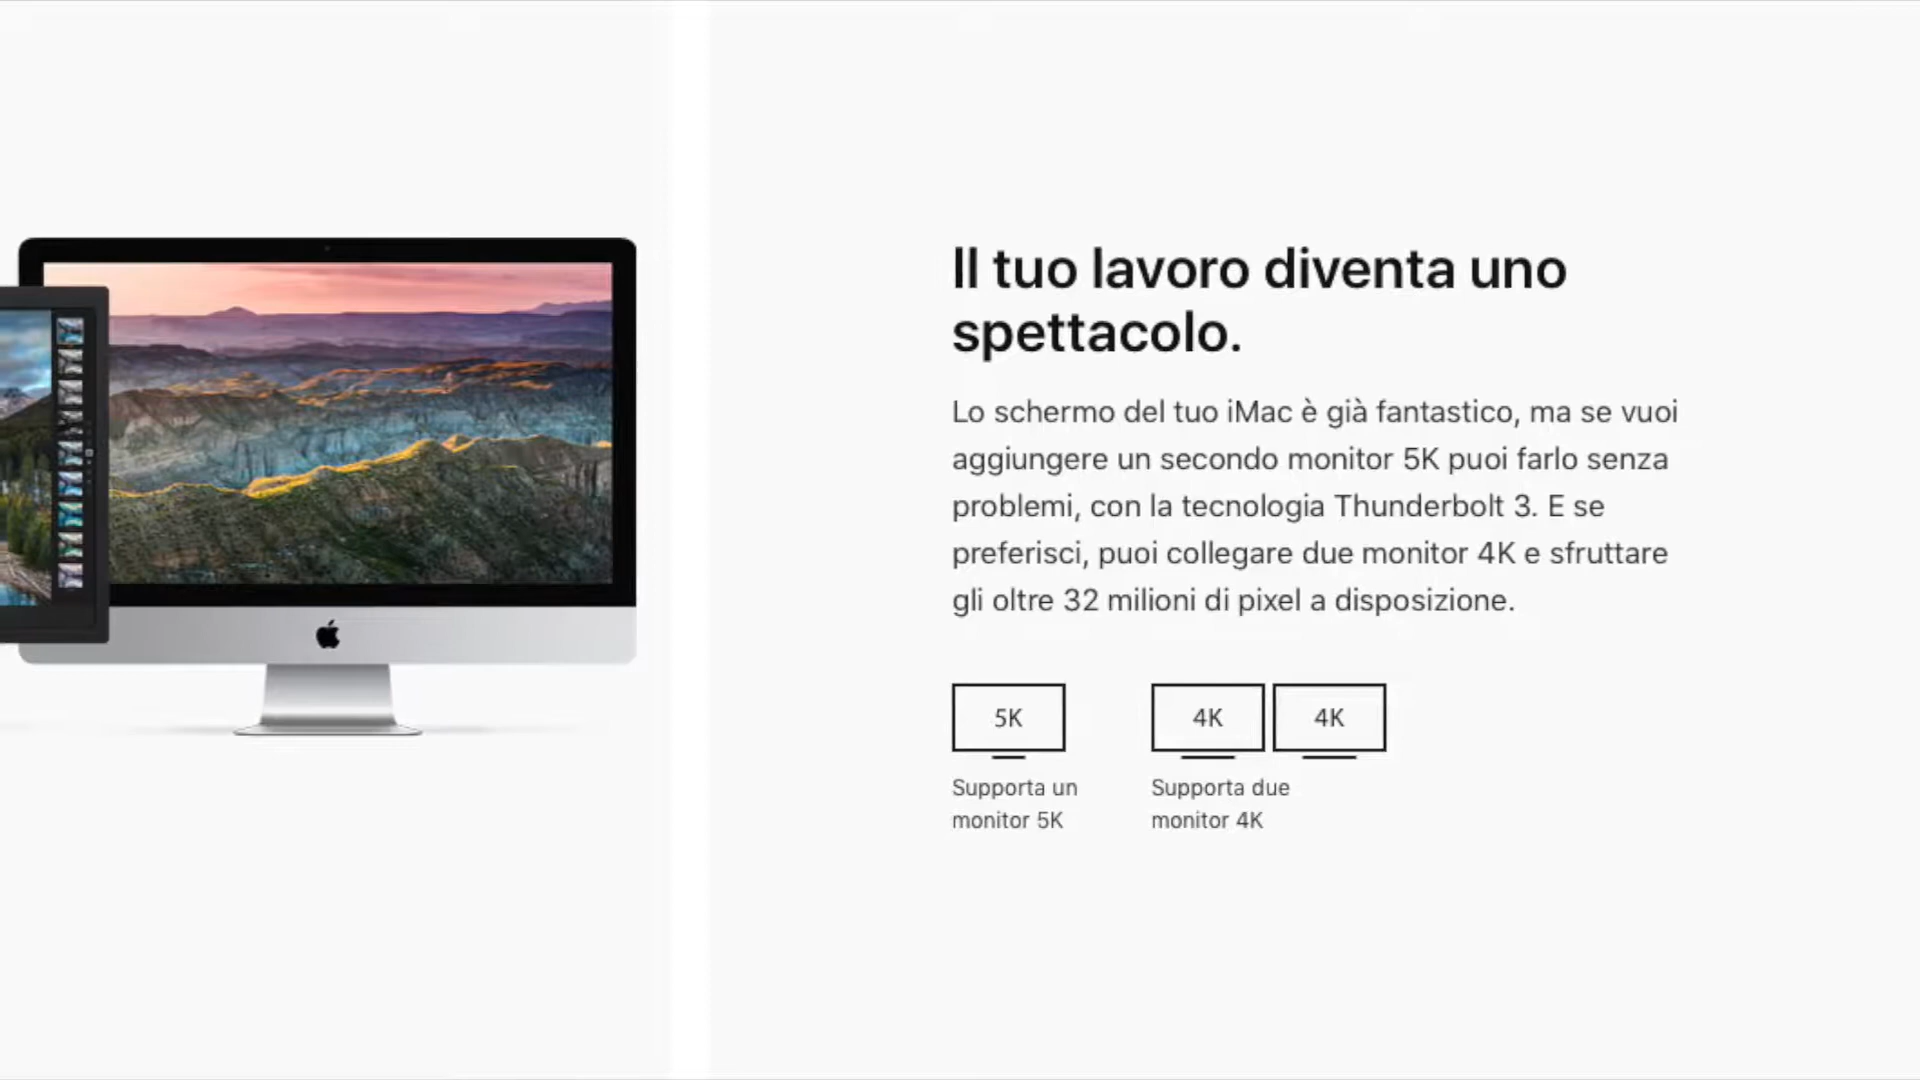 Il tuo lavoro diventa uno
spettacolo.
Lo schermo del tuo iMac è già fantastico, ma se vuoi
aggiungere un secondo monitor 5K puoi farlo senza
problemi, con la tecnologia Thunderbolt 3. E se
preferisci, puoi collegare due monitor 4K e sfruttare
gli oltre 32 milioni di pixel a disposizione.
5K
4K 4K
Supporta un
monitor 5K
Supporta due
monitor 4K